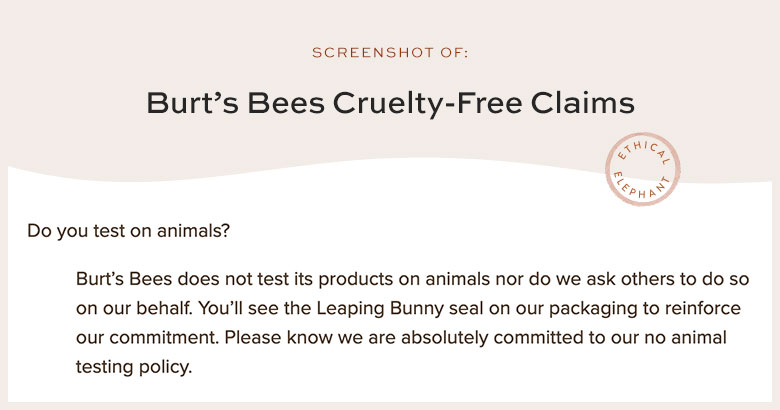 SCREENSHOT OF:
Burt’s Bees Cruelty-Free Claims
ETHICAL
ELEPHANT
Do you test on animals?
Burt’s Bees does not test its products on animals nor do we ask others to do so
on our behalf. You’ll see the Leaping Bunny seal on our packaging to reinforce
our commitment. Please know we are absolutely committed to our no animal
testing policy.